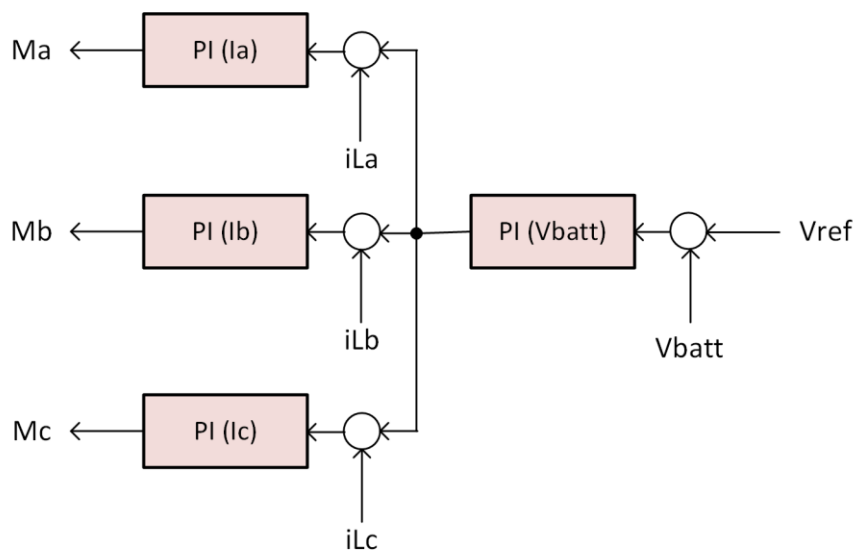 Ma
PI (Ia)
iLa
Mb
PI (Ib)
PI (Vbatt)
Vref
iLb
Vbatt
Mc
PI (Ic)
iLc